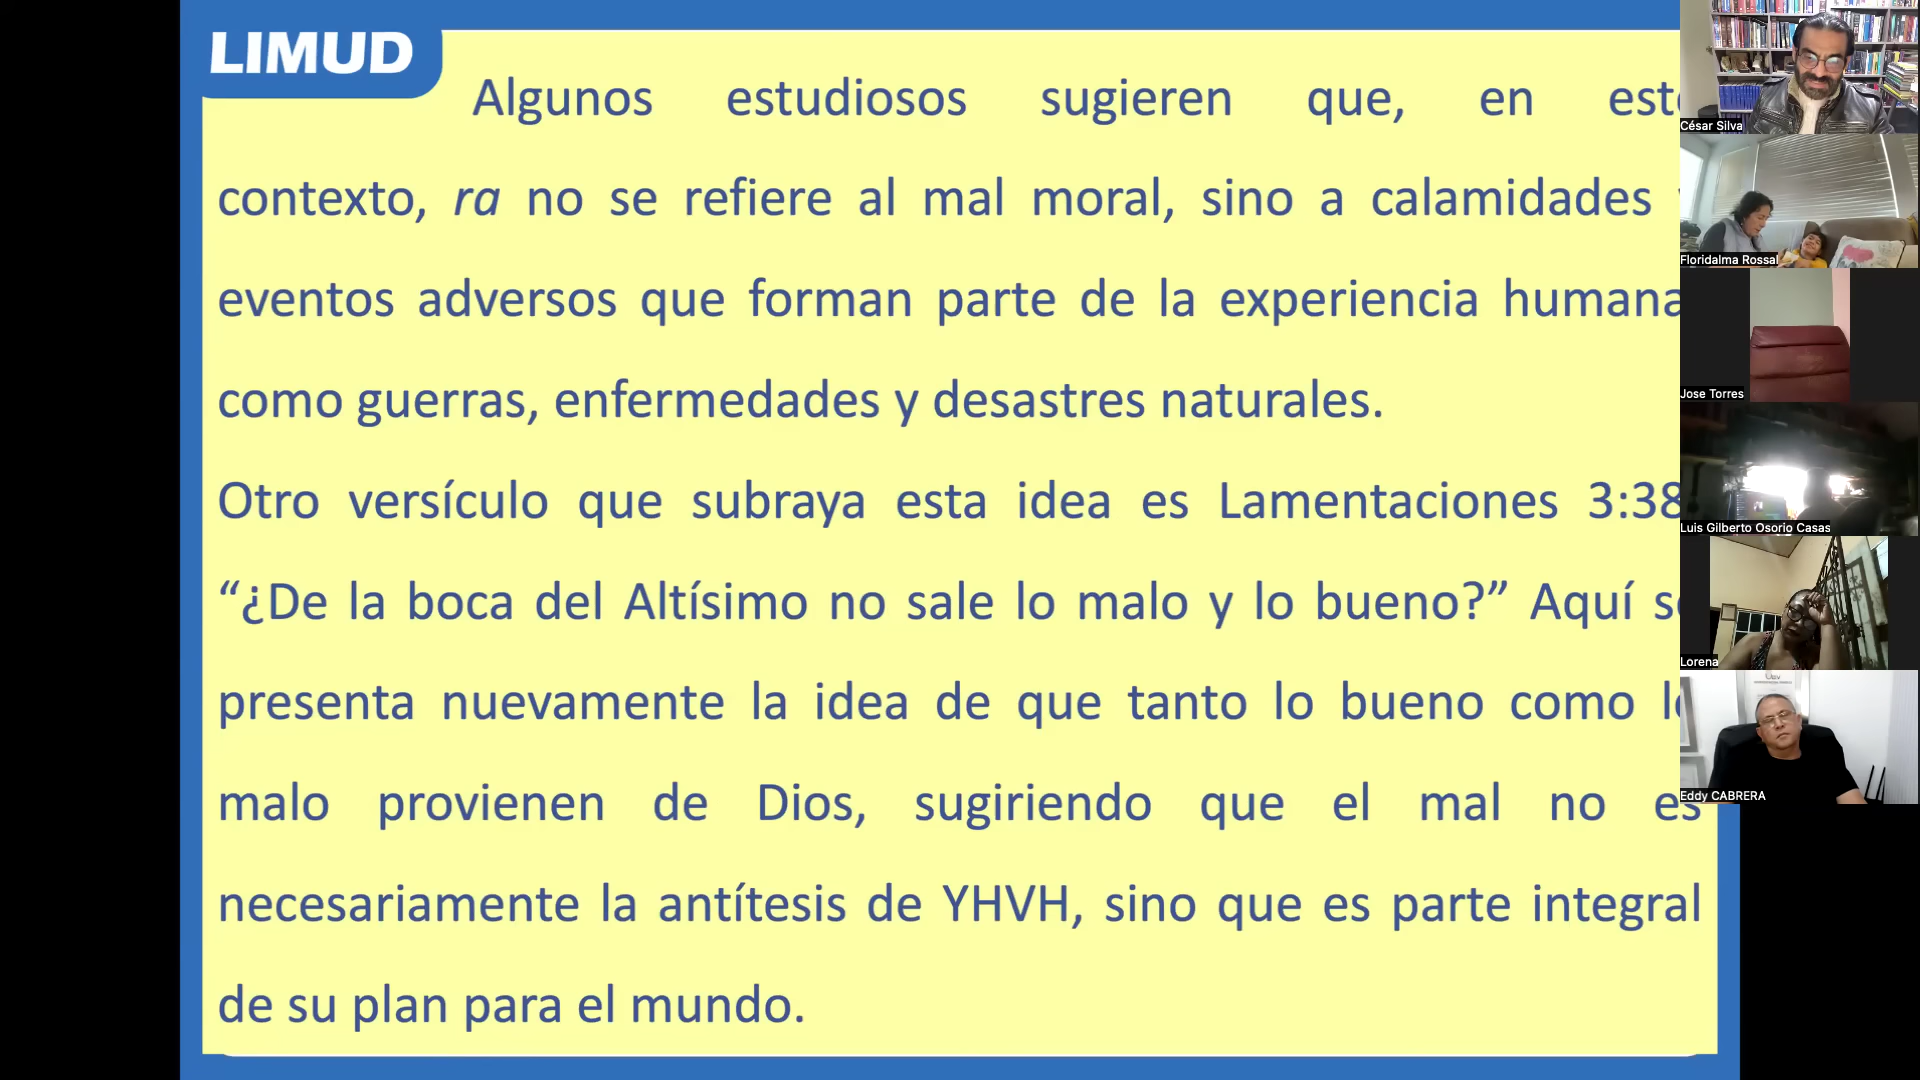 LIMUD
Algunos estudiosos sugieren que, en este
contexto, ra no se refiere al mal moral, sino a calamidades
eventos adversos que forman parte de la experiencia humana
como guerras, enfermedades y desastres naturales.
Otro versículo que subraya esta idea es Lamentaciones 3:38
“¿De la boca del Altísimo no sale lo malo y lo bueno?” Aquí se
presenta nuevamente la idea de que tanto lo bueno como lo
malo provienen de Dios, sugiriendo que el mal no es
necesariamente la antítesis de YHVH, sino que es parte integral
de su plan para el mundo.
César Silva
Floridalma Rossal
Jose Torres
Luis Gilberto Osorio Casas
Lorena
Eddy CABRERA